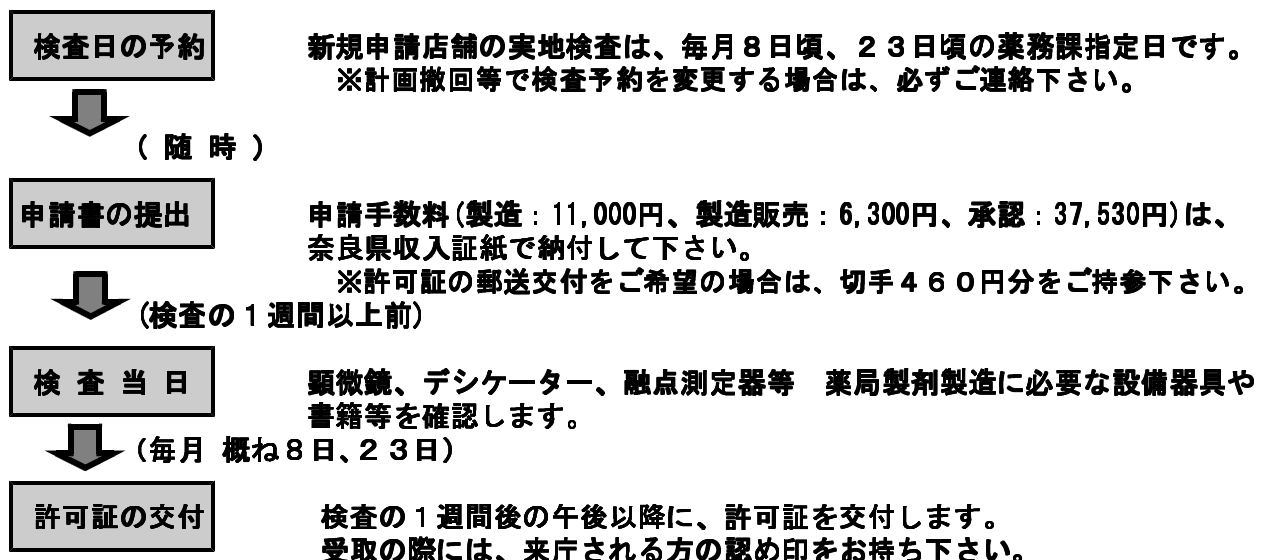 検査日の予約
新規申請店舗の実地検査は、毎月８日頃、２３日頃の薬務課指定日です。
※計画撤回等で検査予約を変更する場合は、必ずご連絡下さい。
( 随 時 )
申請書の提出
申請手数料(製造：11,000円、製造販売：6,300円、承認：37,530円)は、
奈良県収入証紙で納付して下さい。
※許可証の郵送交付をご希望の場合は、切手４６０円分をご持参下さい。
(検査の１週間以上前)
検 査 当 日
顕微鏡、デシケーター、融点測定器等　薬局製剤製造に必要な設備器具や
書籍等を確認します。
(毎月 概ね８日、２３日)
許可証の交付
検査の１週間後の午後以降に、許可証を交付します。
受取の際には、来庁される方の認め印をお持ち下さい。